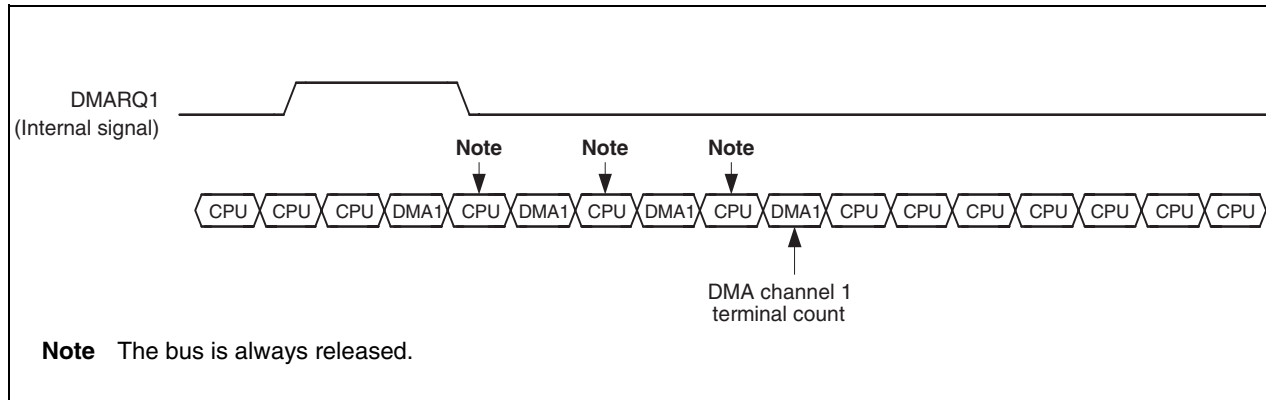 DMARQ1
(Internal signal)
Note Note Note
CPU CPU CPU DMA1 CPU DMA1 CPU DMA1 CPU DMA1 CPU CPU CPU CPU CPU CPU CPU
DMA channel 1
terminal count
Note The bus is always released.